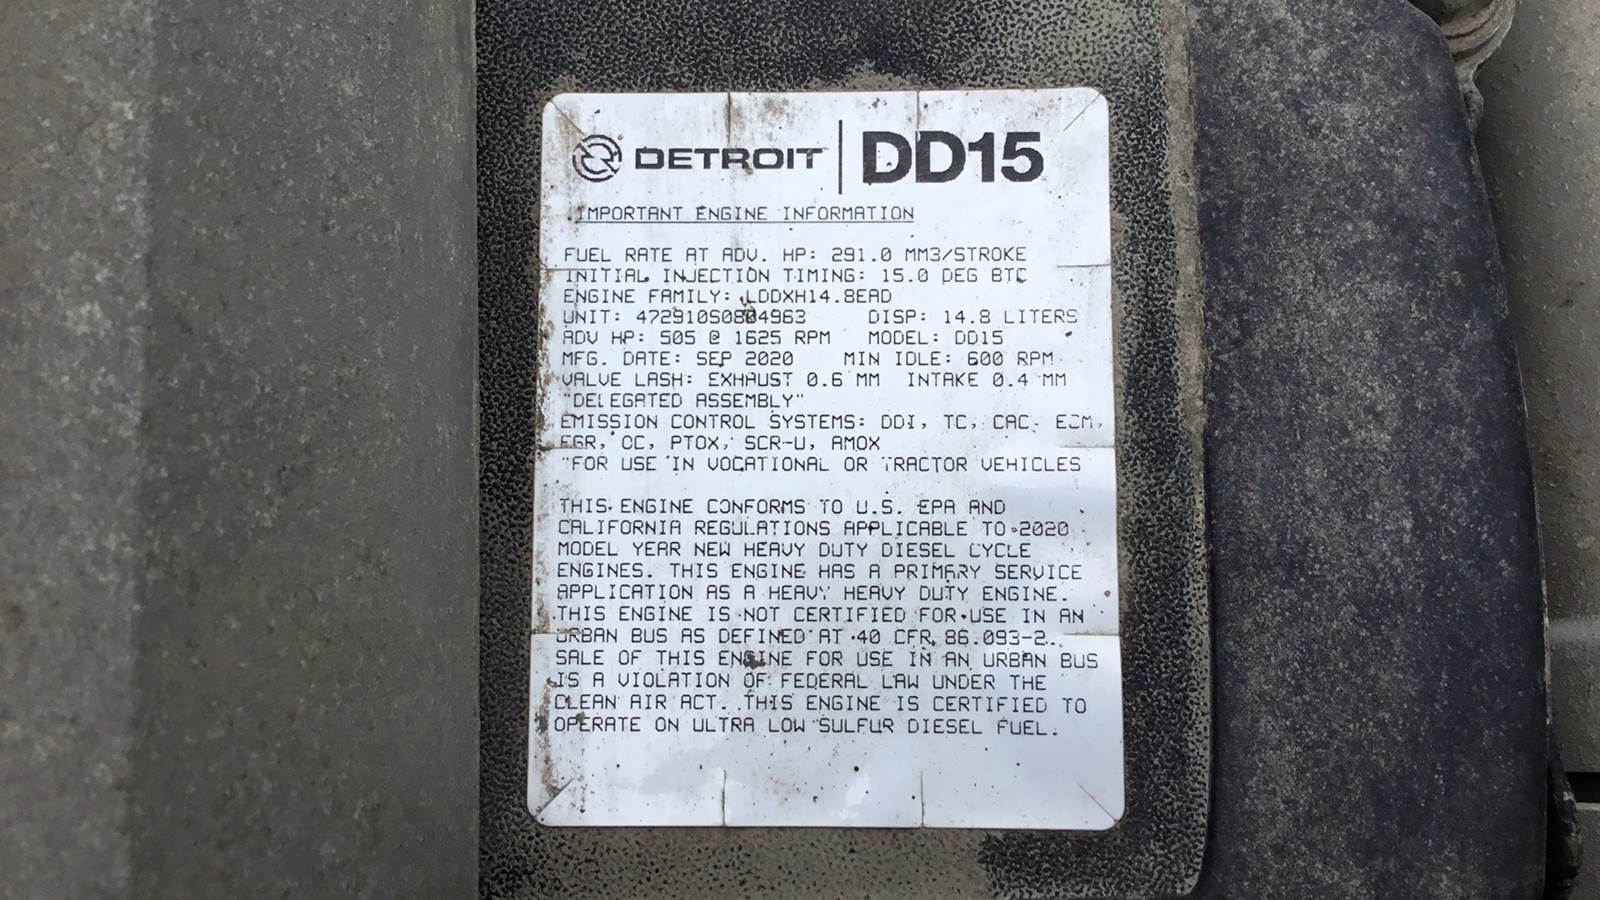 DETROIT | DD15
IMPORTANT ENGINE INFORMATION
FUEL RATE AT ADV. HP: 291.0 MM3/STROKE
INITIAL INJECTION TIMING: 15.0 DEG BTC
ENGINE FAMILY: LDDXH14.8EAD
UNIT: 472910S0804963 DISP: 14.8 LITERS
ADV HP: 505 @ 1625 RPM MODEL: DD15
MFG. DATE: SEP 2020 MIN IDLE: 600 RPM
VALVE LASH: EXHAUST 0.6 MM INTAKE 0.4 MM
"DELEGATED ASSEMBLY"
EMISSION CONTROL SYSTEMS: DDI, TC, CAC, ECM,
EGR, OC, PTOX, SCR-U, AMOX
"FOR USE IN VOCATIONAL OR TRACTOR VEHICLES
THIS ENGINE CONFORMS TO U.S. EPA AND
CALIFORNIA REGULATIONS APPLICABLE TO 2020
MODEL YEAR NEW HEAVY DUTY DIESEL CYCLE
ENGINES. THIS ENGINE HAS A PRIMARY SERVICE
APPLICATION AS A HEAVY HEAVY DUTY ENGINE.
THIS ENGINE IS NOT CERTIFIED FOR USE IN AN
URBAN BUS AS DEFINED AT 40 CFR 86.093-2.
SALE OF THIS ENGINE FOR USE IN AN URBAN BUS
IS A VIOLATION OF FEDERAL LAW UNDER THE
CLEAN AIR ACT. THIS ENGINE IS CERTIFIED TO
OPERATE ON ULTRA LOW SULFUR DIESEL FUEL.